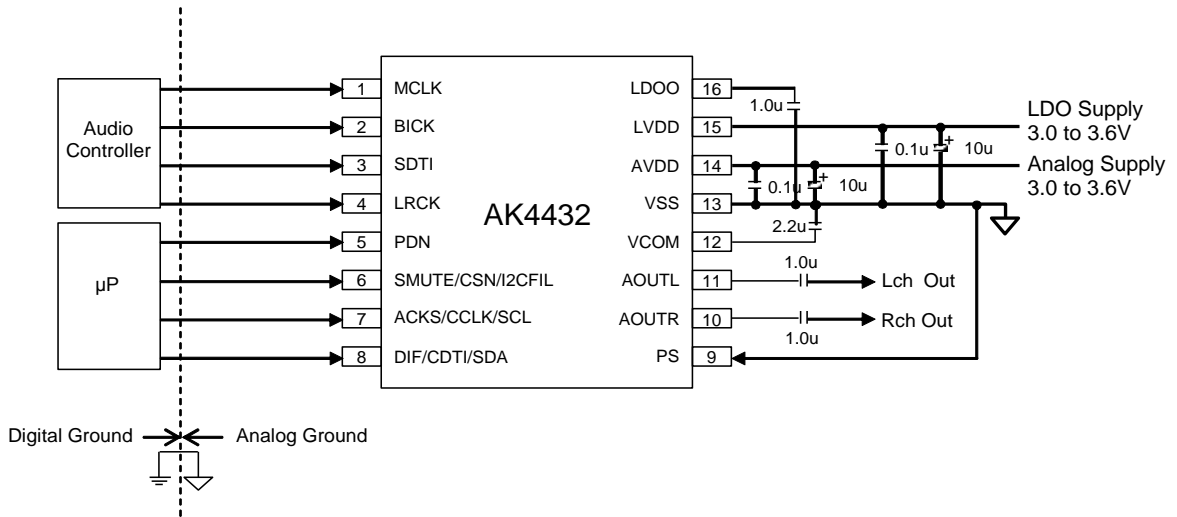 Audio
Controller
µP
1 MCLK
2 BICK
3 SDTI
4 LRCK
5 PDN
6 SMUTE/CSN/I2CFIL
7 ACKS/CCLK/SCL
8 DIF/CDTI/SDA
AK4432
LDOO 16
LVDD 15
AVDD 14
VSS 13
VCOM 12
AOUTL 11
AOUTR 10
PS 9
1.0u
0.1u + 10u
LDO Supply
3.0 to 3.6V
0.1u + 10u
Analog Supply
3.0 to 3.6V
2.2u
1.0u
Lch Out
Rch Out
1.0u
Digital Ground
Analog Ground